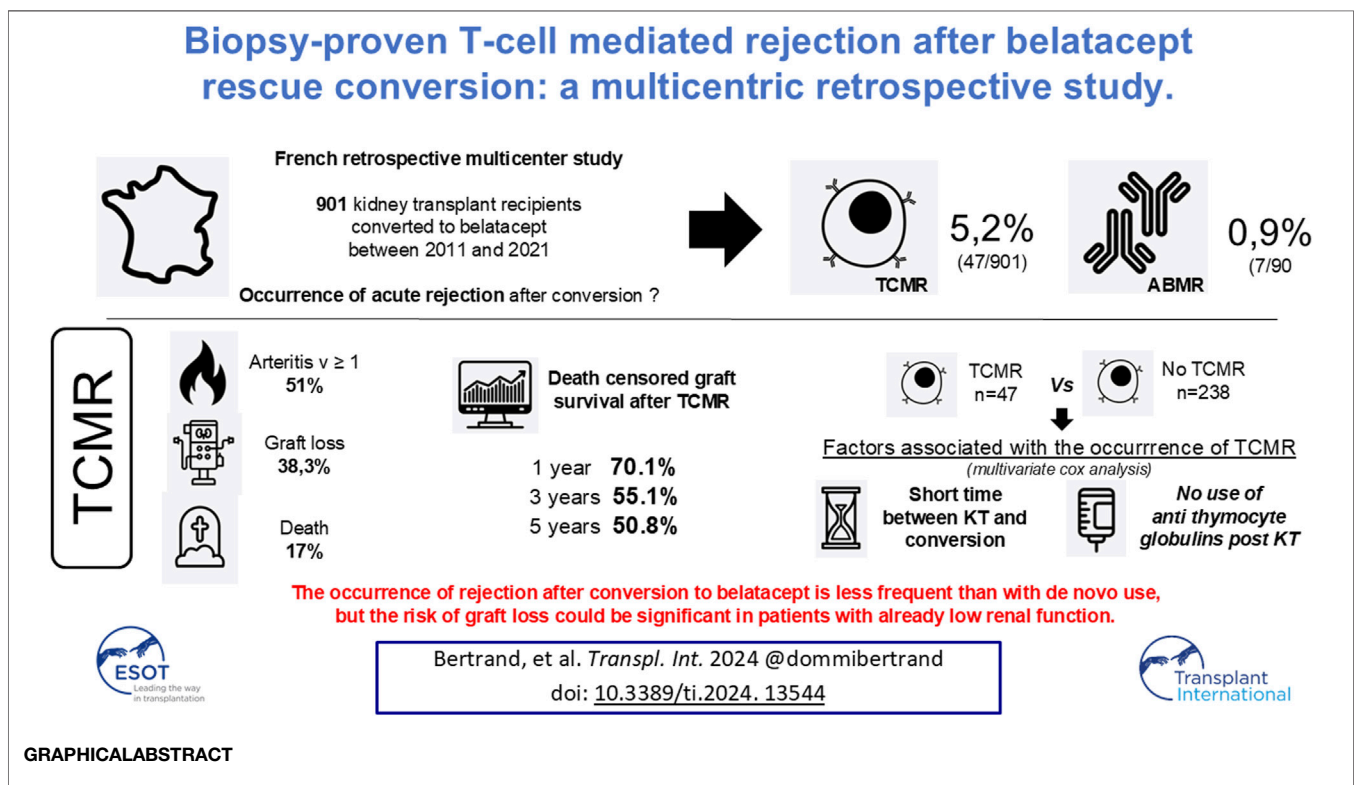 Biopsy-proven T-cell mediated rejection after belatacept
rescue conversion: a multicentric retrospective study.
French retrospective multicenter study
901 kidney transplant recipients
converted to belatacept
between 2011 and 2021
Occurrence of acute rejection after conversion ?
TCMR
5,2%
(47/901)
ABMR
0,9%
(7/90
TCMR
Arteritis v ≥ 1
51%
Graft loss
38,3%
Death
17%
Death censored graft
survival after TCMR
1 year 70.1%
3 years 55.1%
5 years 50.8%
TCMR
n=47
Vs
No TCMR
n=238
Factors associated with the occurrrence of TCMR
(multivariate cox analysis)
Short time
between KT and
conversion
No use of
anti thymocyte
globulins post KT
The occurrence of rejection after conversion to belatacept is less frequent than with de novo use,
but the risk of graft loss could be significant in patients with already low renal function.
ESOT
Leading the way
in transplantation
Bertrand, et al. Transpl. Int. 2024 @dommibertrand
doi: 10.3389/ti.2024. 13544
Transplant
International
GRAPHICALABSTRACT